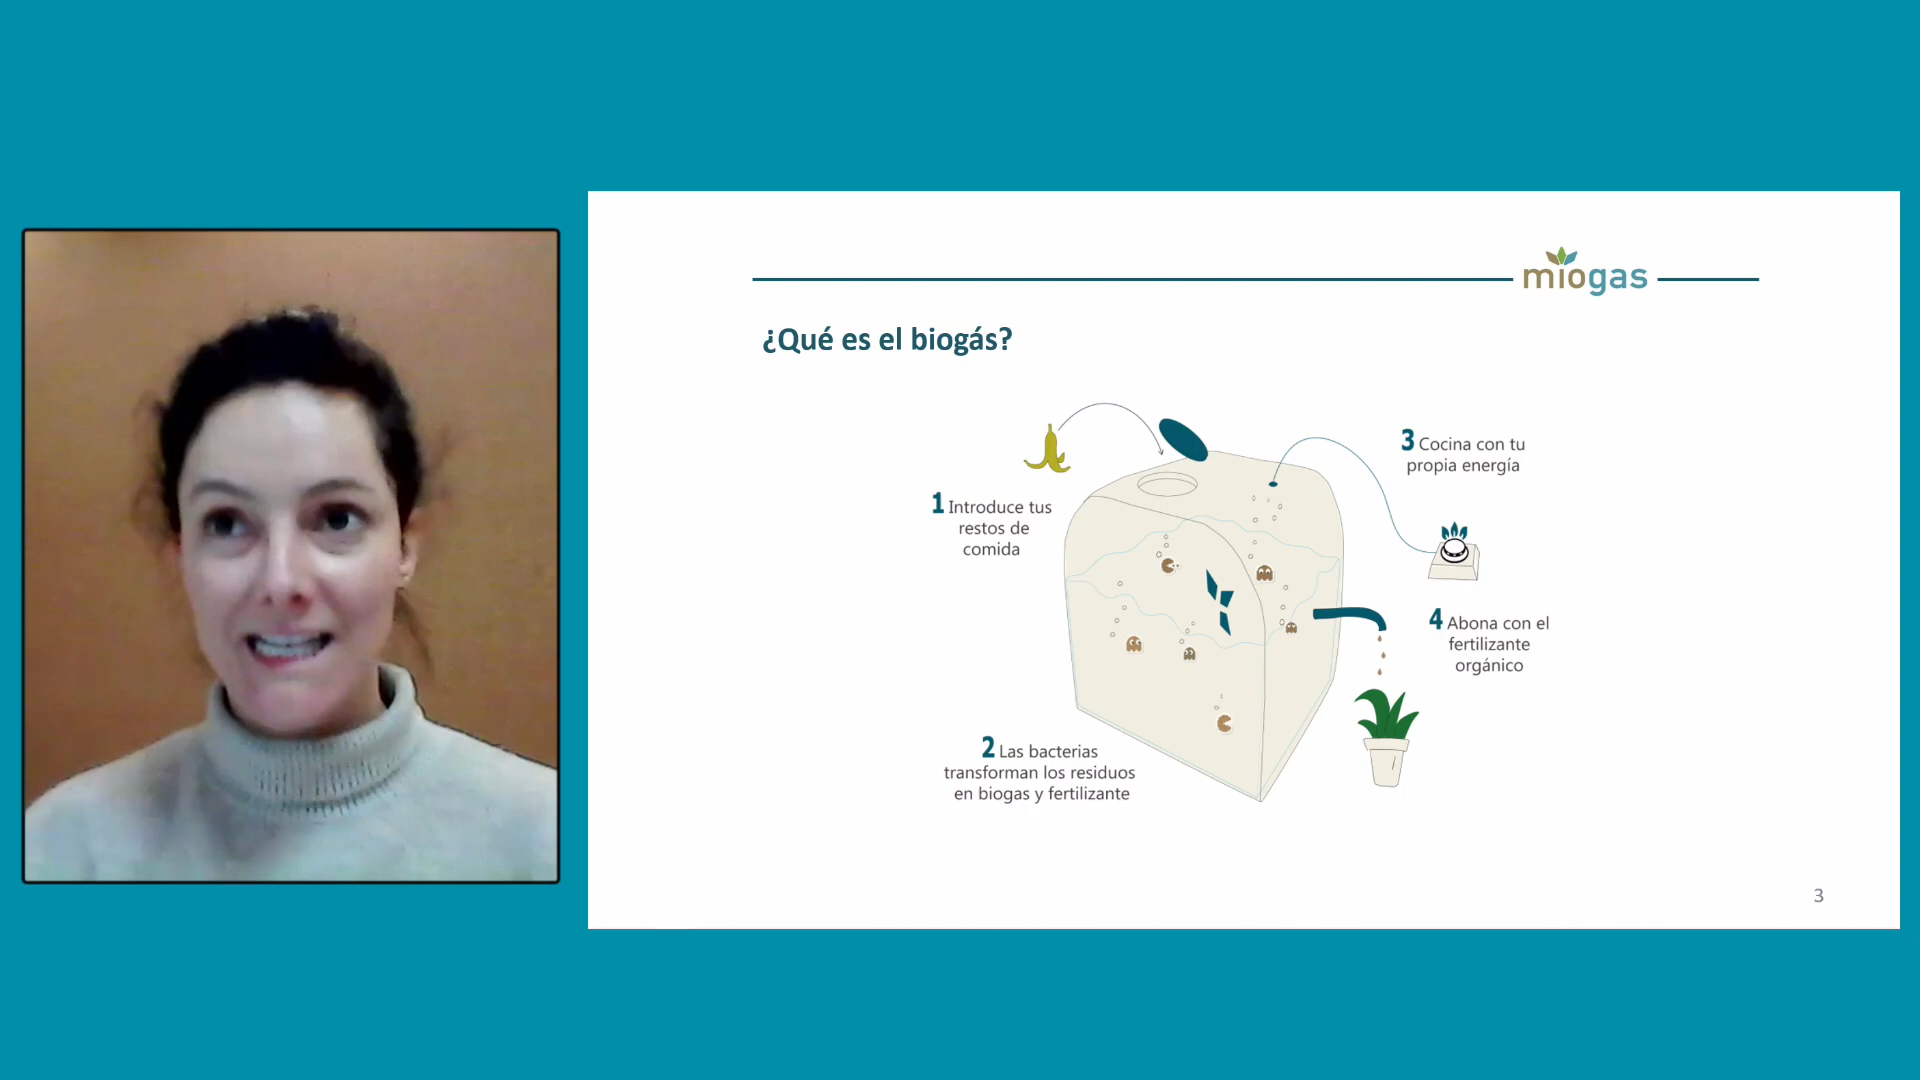 miogas
¿Qué es el biogás?
1 Introduce tus
restos de
comida
2 Las bacterias
transforman los residuos
en biogas y fertilizante
3 Cocina con tu
propia energía
4 Abona con el
fertilizante
orgánico
3